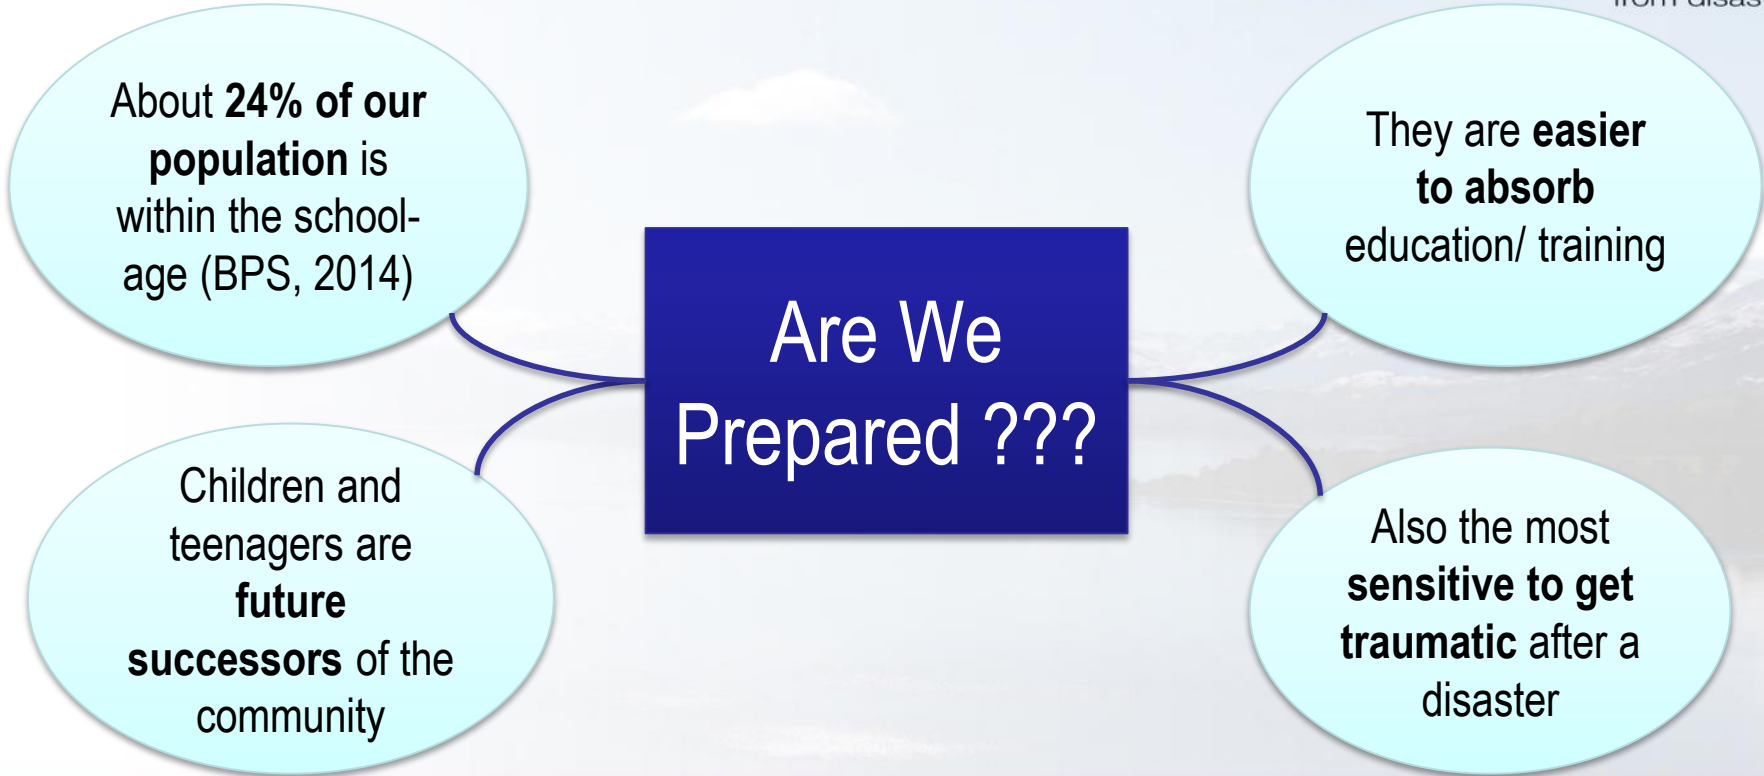 from disas
About 24% of our
population is
within the school-
age (BPS, 2014)
They are easier
to absorb
education/ training
Are We
Prepared ???
Children and
teenagers are
future
successors of the
community
Also the most
sensitive to get
traumatic after a
disaster